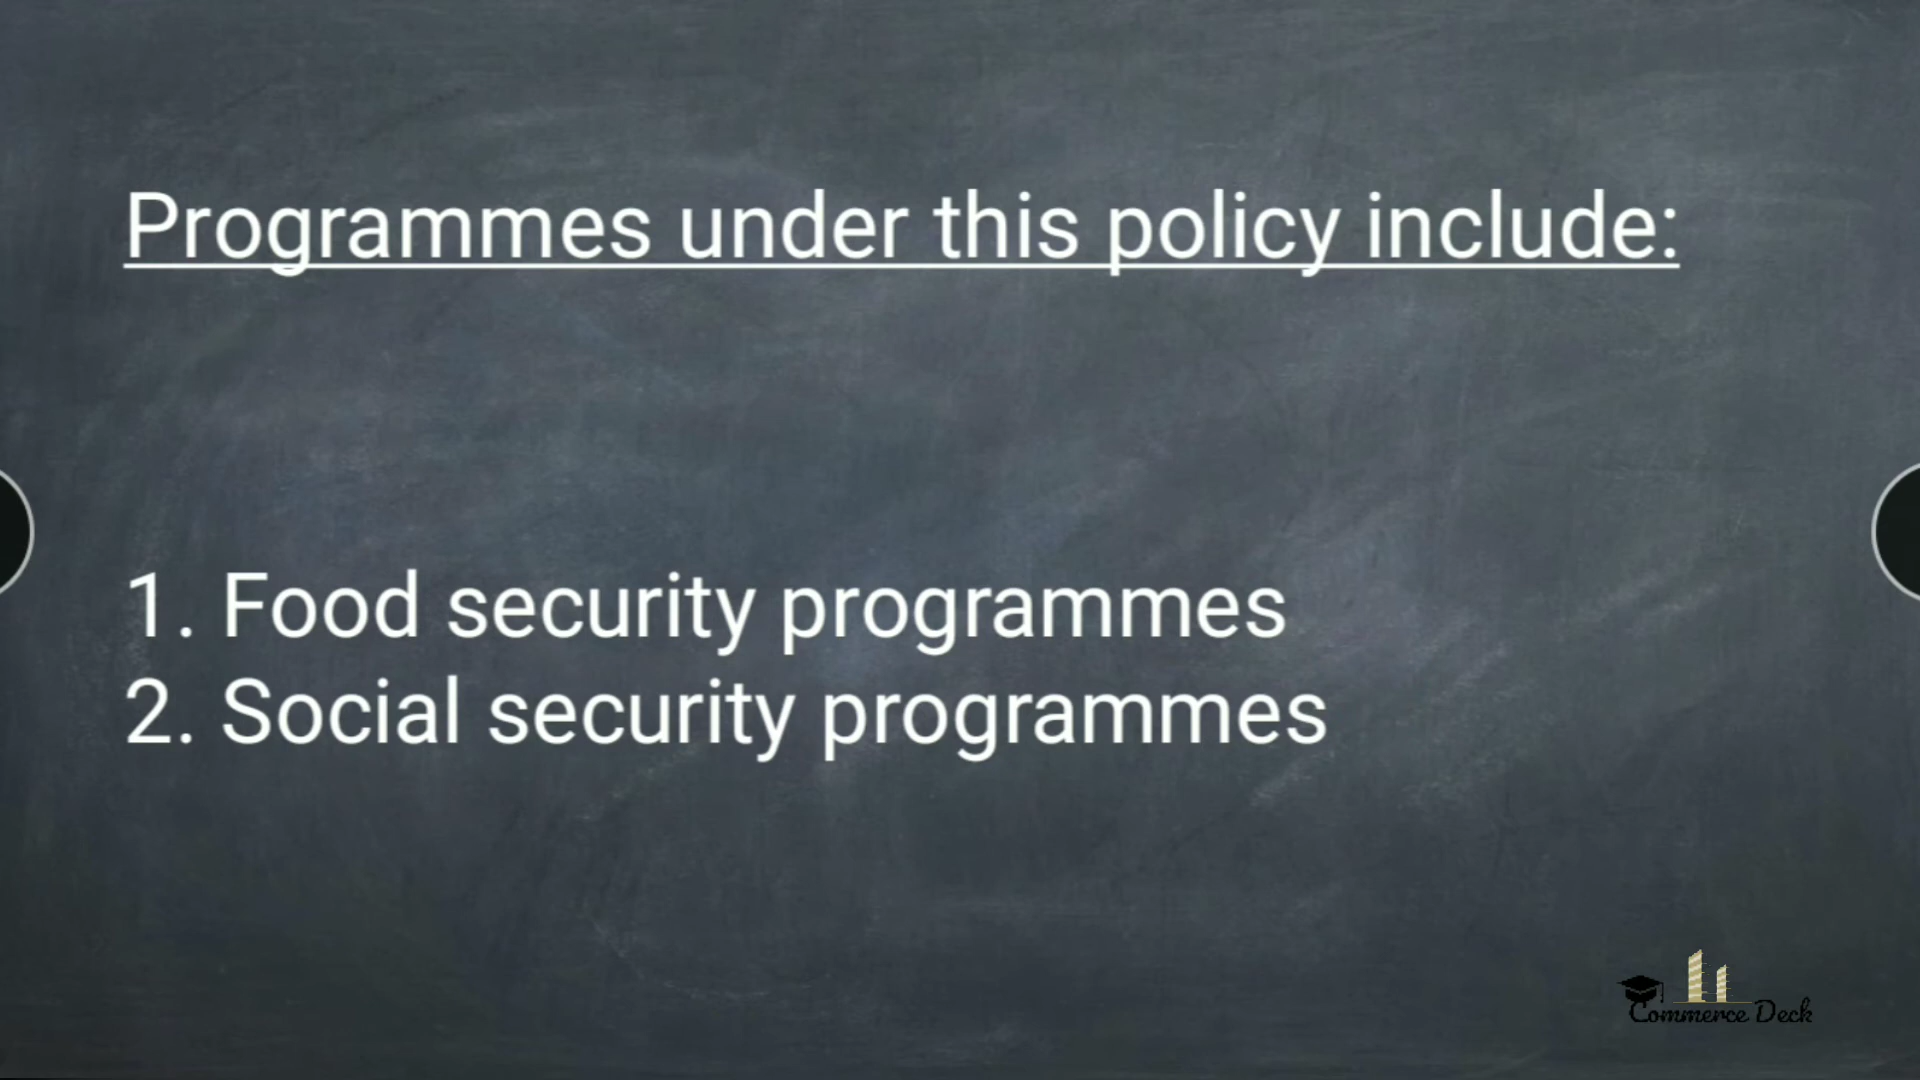 Programmes under this policy include:
1. Food security programmes
2. Social security programmes
Commerce Deck